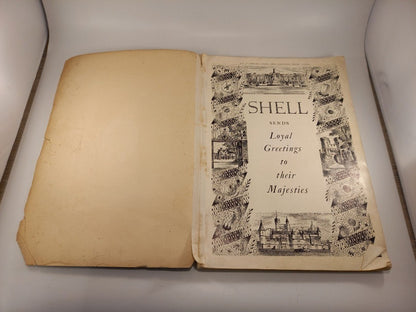 SHELL
SENDS
Loyal
Greetings
to
their
Majesties